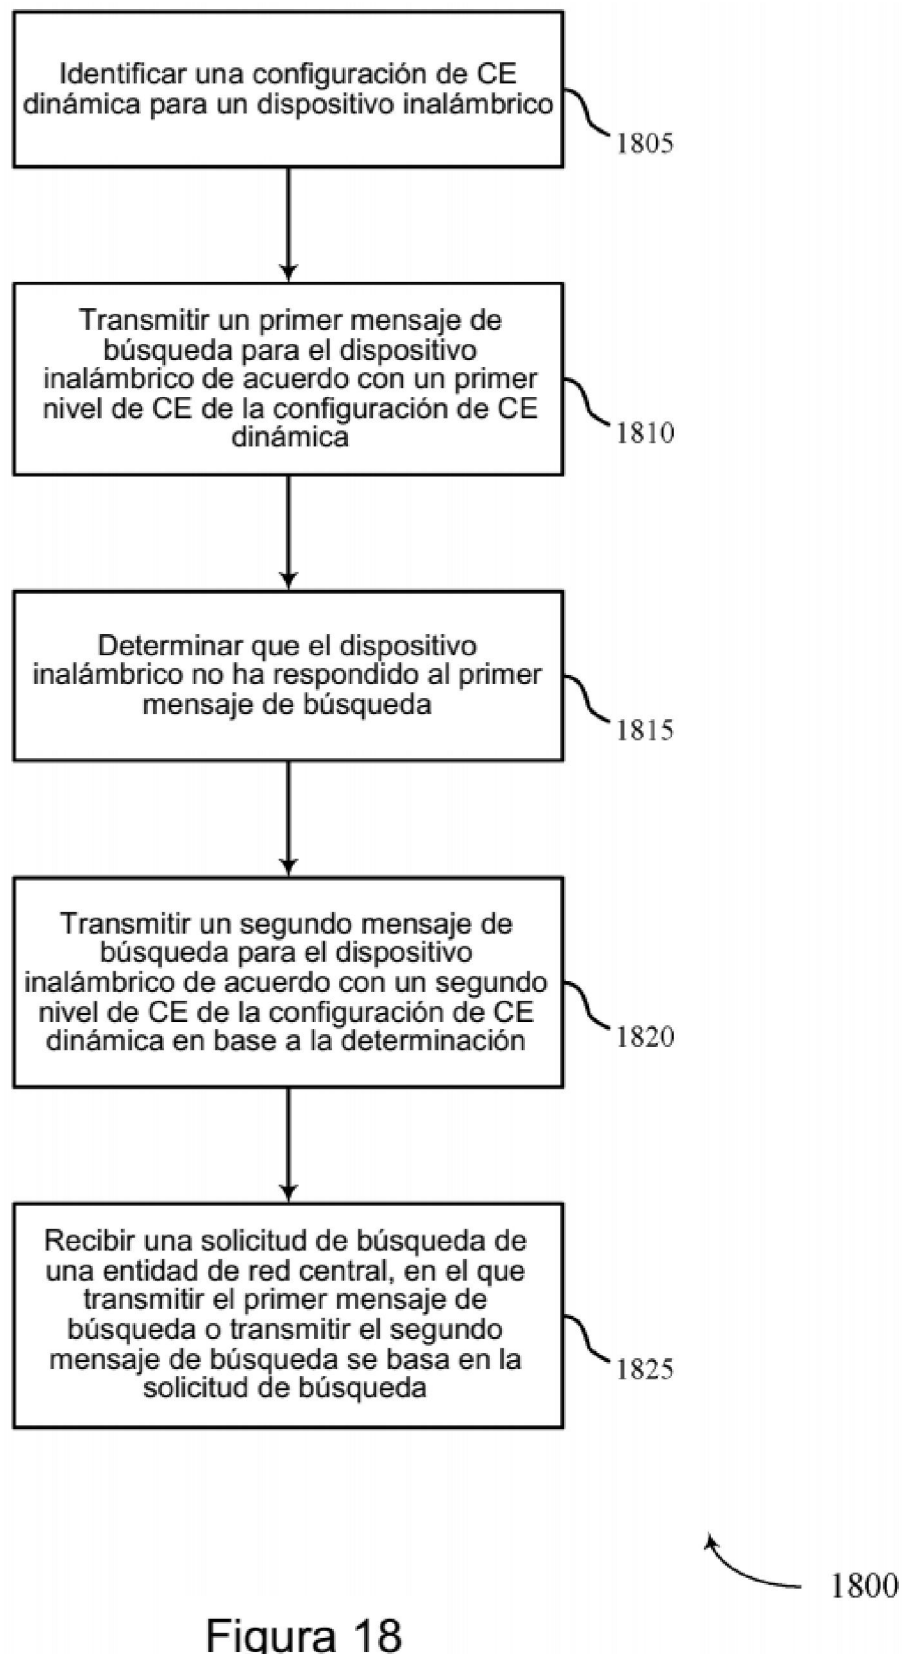 Identificar una configuración de CE
dinámica para un dispositivo inalámbrico
1805
Transmitir un primer mensaje de
búsqueda para el dispositivo
inalámbrico de acuerdo con un primer
nivel de CE de la configuración de CE
dinámica
1810
Determinar que el dispositivo
inalámbrico no ha respondido al primer
mensaje de búsqueda
1815
Transmitir un segundo mensaje de
búsqueda para el dispositivo
inalámbrico de acuerdo con un segundo
nivel de CE de la configuración de CE
dinámica en base a la determinación
1820
Recibir una solicitud de búsqueda de
una entidad de red central, en el que
transmitir el primer mensaje de
búsqueda o transmitir el segundo
mensaje de búsqueda se basa en la
solicitud de búsqueda
1825
1800
Figura 18